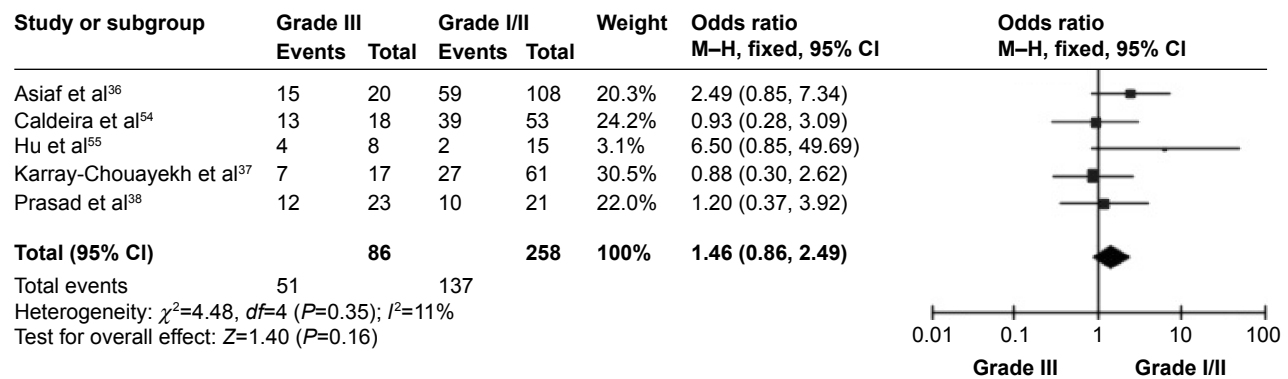 Study or subgroup Grade III Grade I/II Weight Odds ratio Odds ratio
Events Total Events Total M–H, fixed, 95% CI M–H, fixed, 95% CI
Asiaf et al³⁶ 15 20 59 108 20.3% 2.49 (0.85, 7.34)
Caldeira et al⁵⁴ 13 18 39 53 24.2% 0.93 (0.28, 3.09)
Hu et al⁵⁵ 4 8 2 15 3.1% 6.50 (0.85, 49.69)
Karray-Chouayekh et al³⁷ 7 17 27 61 30.5% 0.88 (0.30, 2.62)
Prasad et al³⁸ 12 23 10 21 22.0% 1.20 (0.37, 3.92)
Total (95% CI) 86 258 100% 1.46 (0.86, 2.49)
Total events 51 137
Heterogeneity: χ²=4.48, df=4 (P=0.35); I²=11%
Test for overall effect: Z=1.40 (P=0.16)
0.01 0.1 1 10 100
Grade III Grade I/II